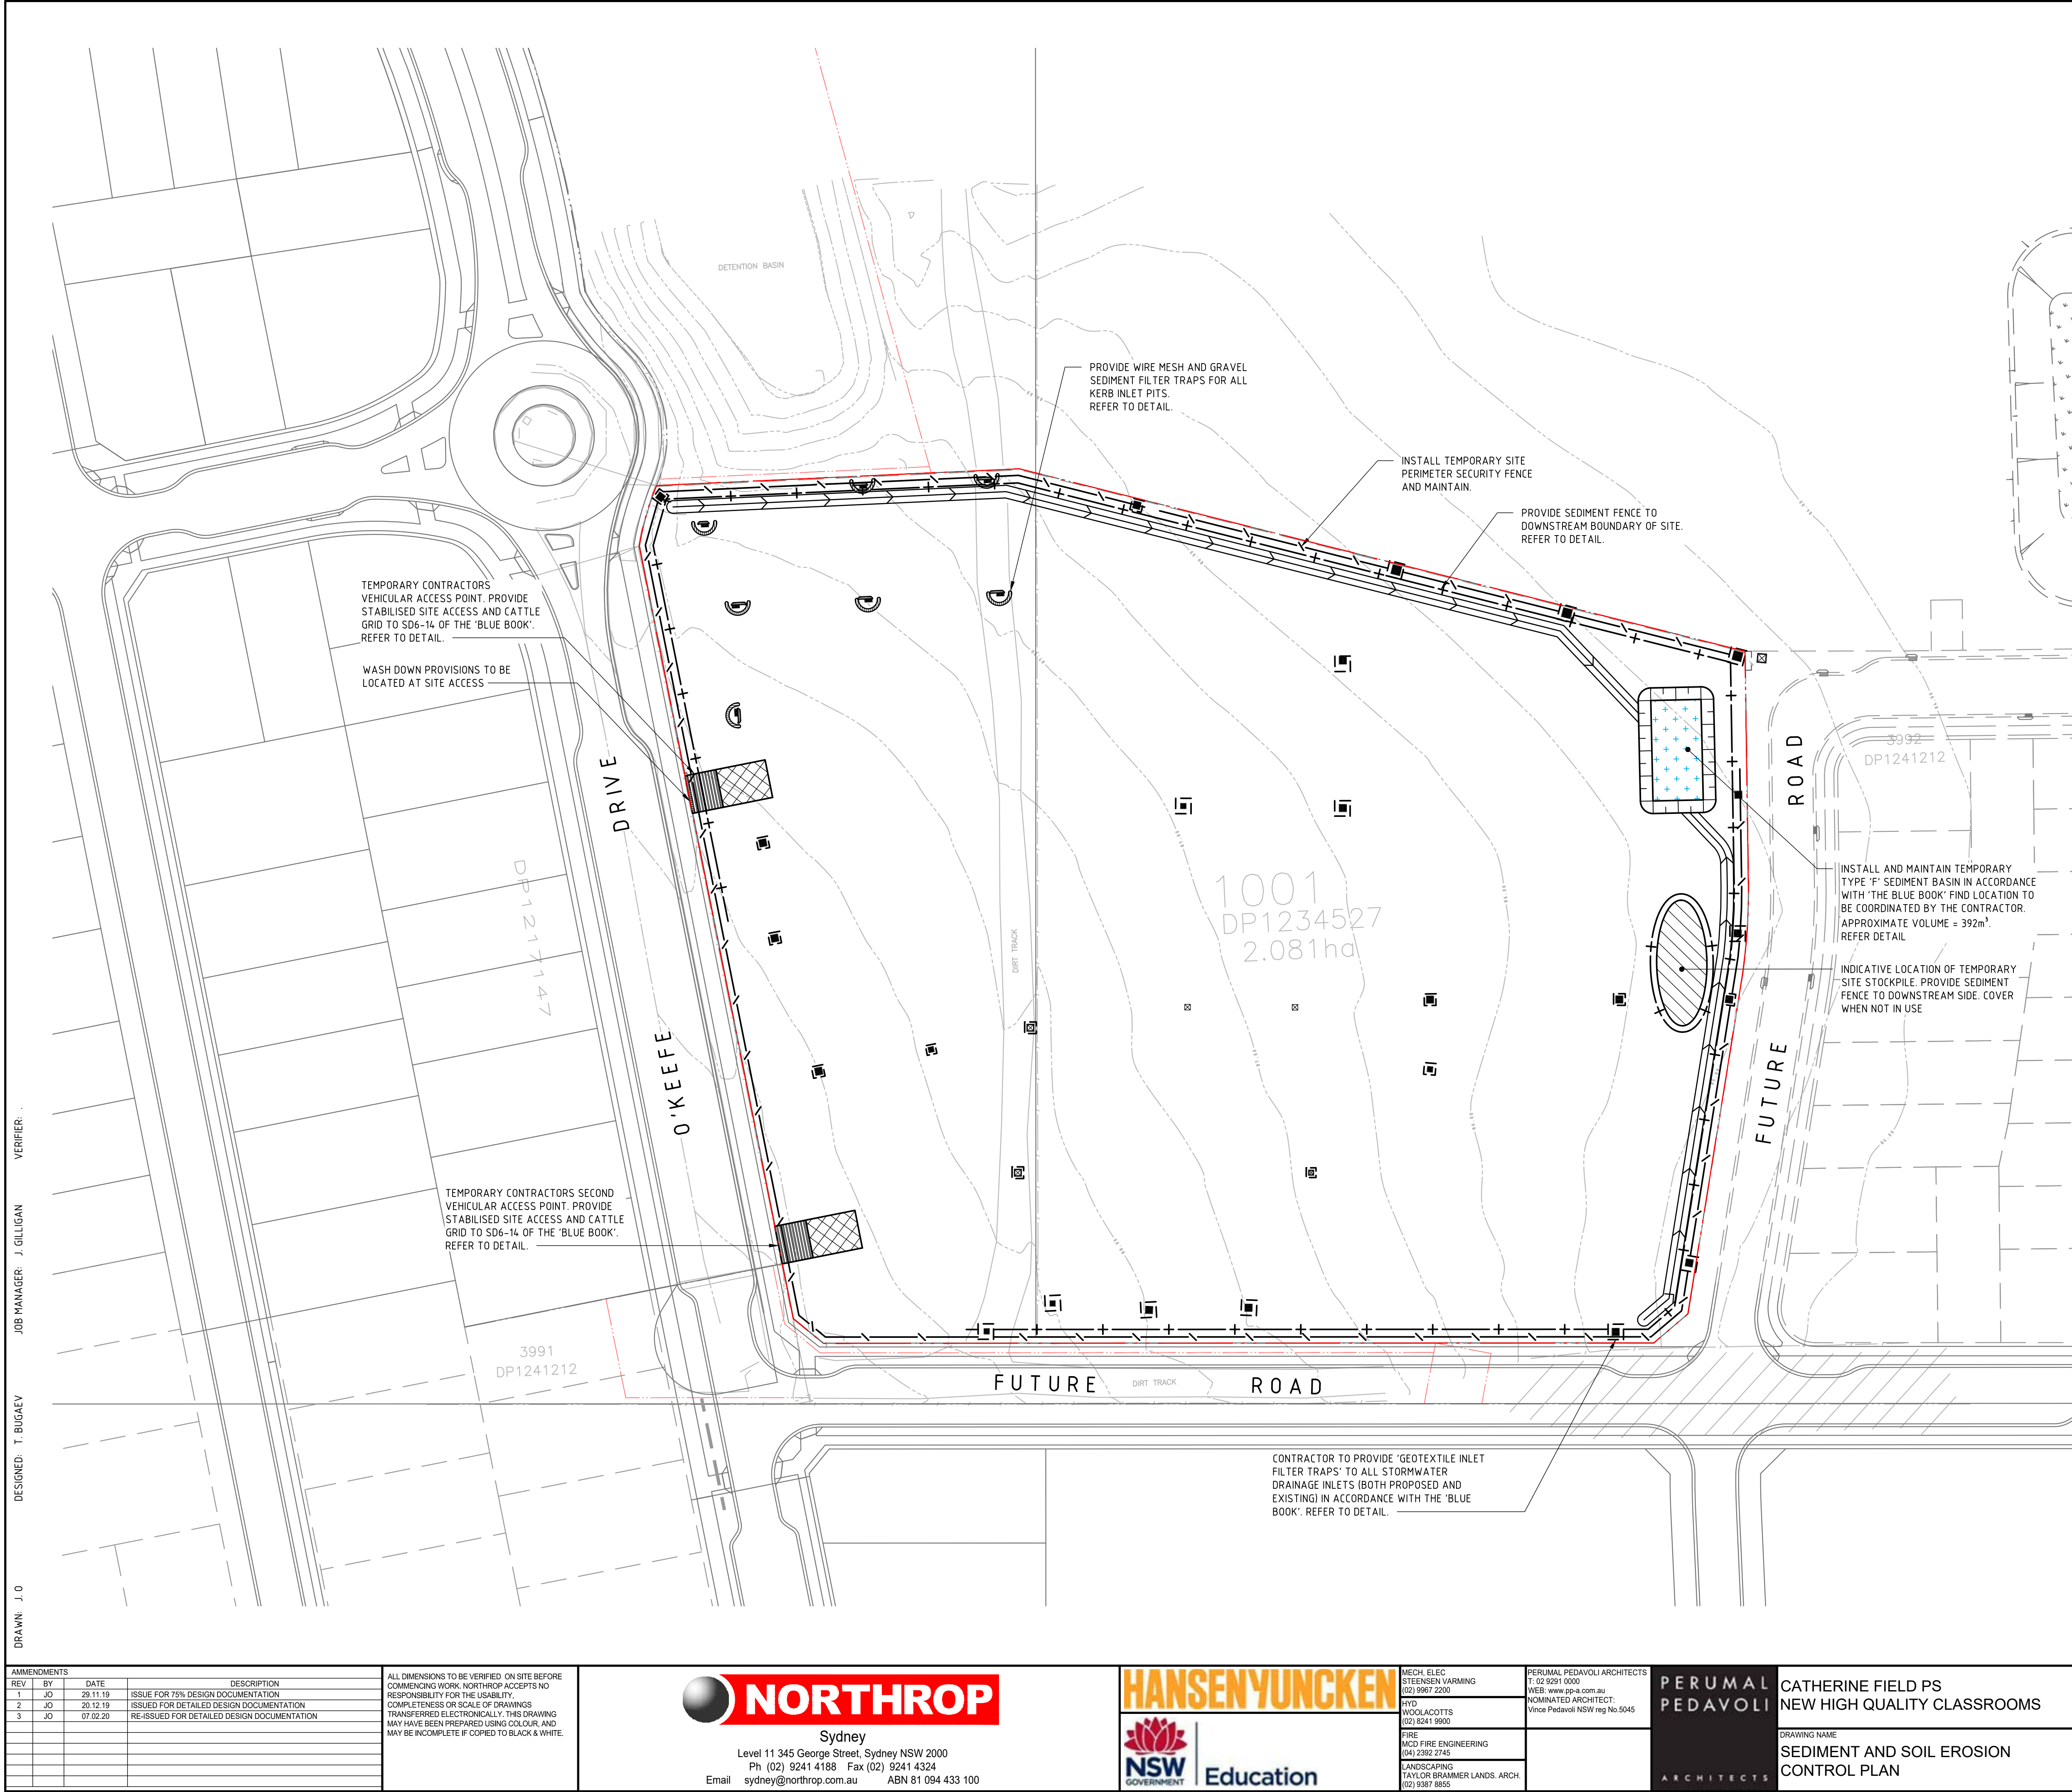 DETENTION BASIN
PROVIDE WIRE MESH AND GRAVEL
SEDIMENT FILTER TRAPS FOR ALL
KERB INLET PITS.
REFER TO DETAIL.
INSTALL TEMPORARY SITE
PERIMETER SECURITY FENCE
AND MAINTAIN.
PROVIDE SEDIMENT FENCE TO
DOWNSTREAM BOUNDARY OF SITE.
REFER TO DETAIL.
TEMPORARY CONTRACTORS
VEHICULAR ACCESS POINT. PROVIDE
STABILISED SITE ACCESS AND CATTLE
GRID TO SD6-14 OF THE 'BLUE BOOK'.
REFER TO DETAIL.
WASH DOWN PROVISIONS TO BE
LOCATED AT SITE ACCESS
O'KEEFE DRIVE
DP1217147
1001
DP1234527
2.081ha
DIRT TRACK
3992
DP1241212
FUTURE ROAD
INSTALL AND MAINTAIN TEMPORARY
TYPE 'F' SEDIMENT BASIN IN ACCORDANCE
WITH 'THE BLUE BOOK' FIND LOCATION TO
BE COORDINATED BY THE CONTRACTOR.
APPROXIMATE VOLUME = 392m³.
REFER DETAIL
INDICATIVE LOCATION OF TEMPORARY
SITE STOCKPILE. PROVIDE SEDIMENT
FENCE TO DOWNSTREAM SIDE. COVER
WHEN NOT IN USE
TEMPORARY CONTRACTORS SECOND
VEHICULAR ACCESS POINT. PROVIDE
STABILISED SITE ACCESS AND CATTLE
GRID TO SD6-14 OF THE 'BLUE BOOK'.
REFER TO DETAIL.
3991
DP1241212
FUTURE DIRT TRACK ROAD
CONTRACTOR TO PROVIDE 'GEOTEXTILE INLET
FILTER TRAPS' TO ALL STORMWATER
DRAINAGE INLETS (BOTH PROPOSED AND
EXISTING) IN ACCORDANCE WITH THE 'BLUE
BOOK'. REFER TO DETAIL.
DRAWN: J.O DESIGNED: T. BUGAEV JOB MANAGER: J. GILLIGAN VERIFIER: .
AMMENDMENTS
REV BY DATE DESCRIPTION
1 JO 29.11.19 ISSUE FOR 75% DESIGN DOCUMENTATION
2 JO 20.12.19 ISSUED FOR DETAILED DESIGN DOCUMENTATION
3 JO 07.02.20 RE-ISSUED FOR DETAILED DESIGN DOCUMENTATION
ALL DIMENSIONS TO BE VERIFIED ON SITE BEFORE
COMMENCING WORK. NORTHROP ACCEPTS NO
RESPONSIBILITY FOR THE USABILITY,
COMPLETENESS OR SCALE OF DRAWINGS
TRANSFERRED ELECTRONICALLY. THIS DRAWING
MAY HAVE BEEN PREPARED USING COLOUR, AND
MAY BE INCOMPLETE IF COPIED TO BLACK & WHITE.
NORTHROP
Sydney
Level 11 345 George Street, Sydney NSW 2000
Ph (02) 9241 4188 Fax (02) 9241 4324
Email sydney@northrop.com.au ABN 81 094 433 100
HANSENYUNCKEN
NSW
GOVERNMENT
Education
MECH, ELEC
STEENSEN VARMING
(02) 9967 2200
HYD
WOOLACOTTS
(02) 8241 9900
FIRE
MCD FIRE ENGINEERING
(04) 2392 2745
LANDSCAPING
TAYLOR BRAMMER LANDS. ARCH.
(02) 9387 8855
PERUMAL PEDAVOLI ARCHITECTS
T: 02 9291 0000
WEB: www.pp-a.com.au
NOMINATED ARCHITECT:
Vince Pedavoli NSW reg No.5045
PERUMAL
PEDAVOLI
ARCHITECTS
CATHERINE FIELD PS
NEW HIGH QUALITY CLASSROOMS
DRAWING NAME
SEDIMENT AND SOIL EROSION
CONTROL PLAN